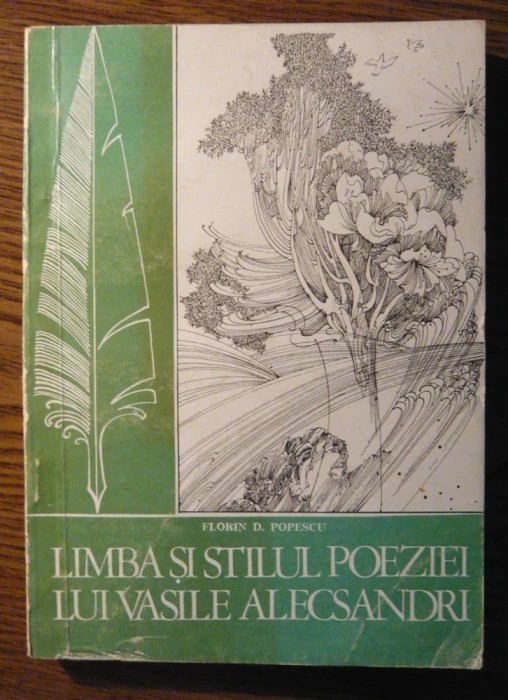 FLORIN D. POPESCU
LIMBA ȘI STILUL POEZIEI
LUI VASILE ALECSANDRI